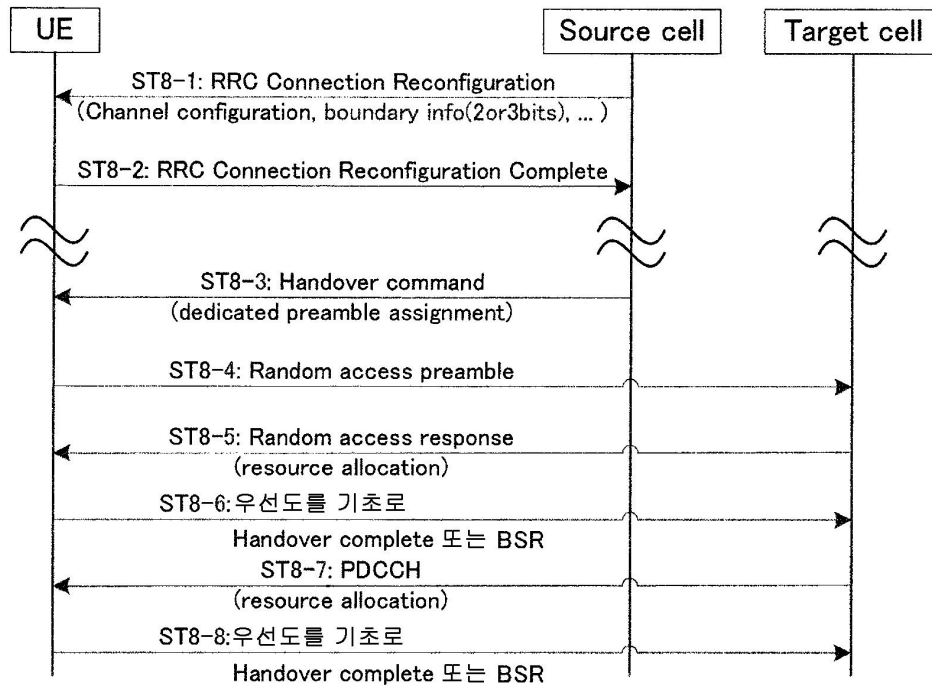 UE
Source cell
Target cell
ST8-1: RRC Connection Reconfiguration
(Channel configuration, boundary info(2or3bits), ... )
ST8-2: RRC Connection Reconfiguration Complete
ST8-3: Handover command
(dedicated preamble assignment)
ST8-4: Random access preamble
ST8-5: Random access response
(resource allocation)
ST8-6:우선도를 기초로
Handover complete 또는 BSR
ST8-7: PDCCH
(resource allocation)
ST8-8:우선도를 기초로
Handover complete 또는 BSR